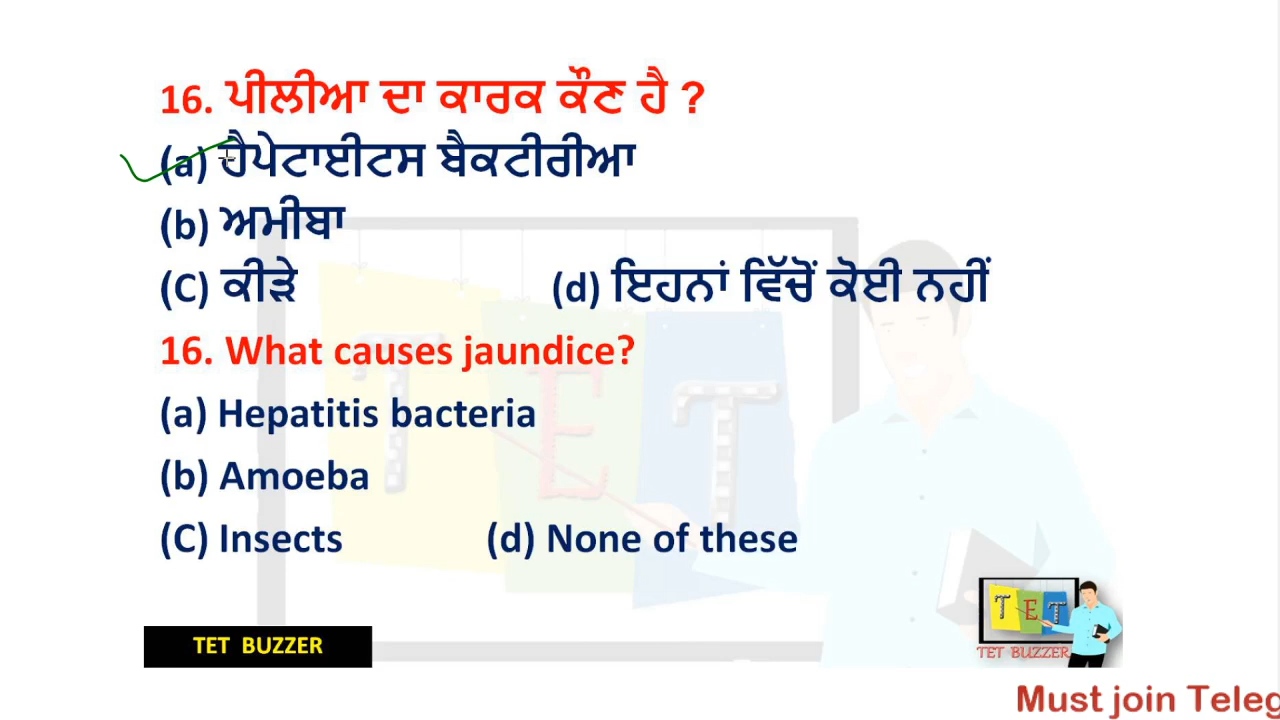 16. ਪੀਲੀਆ ਦਾ ਕਾਰਕ ਕੌਣ ਹੈ ?
(a) ਹੈਪੇਟਾਈਟਸ ਬੈਕਟੀਰੀਆ
(b) ਅਮੀਬਾ
(C) ਕੀੜੇ (d) ਇਹਨਾਂ ਵਿੱਚੋਂ ਕੋਈ ਨਹੀਂ
16. What causes jaundice?
(a) Hepatitis bacteria
(b) Amoeba
(C) Insects (d) None of these
TET
TET BUZZER
TET
TET BUZZER
Must join Teleg